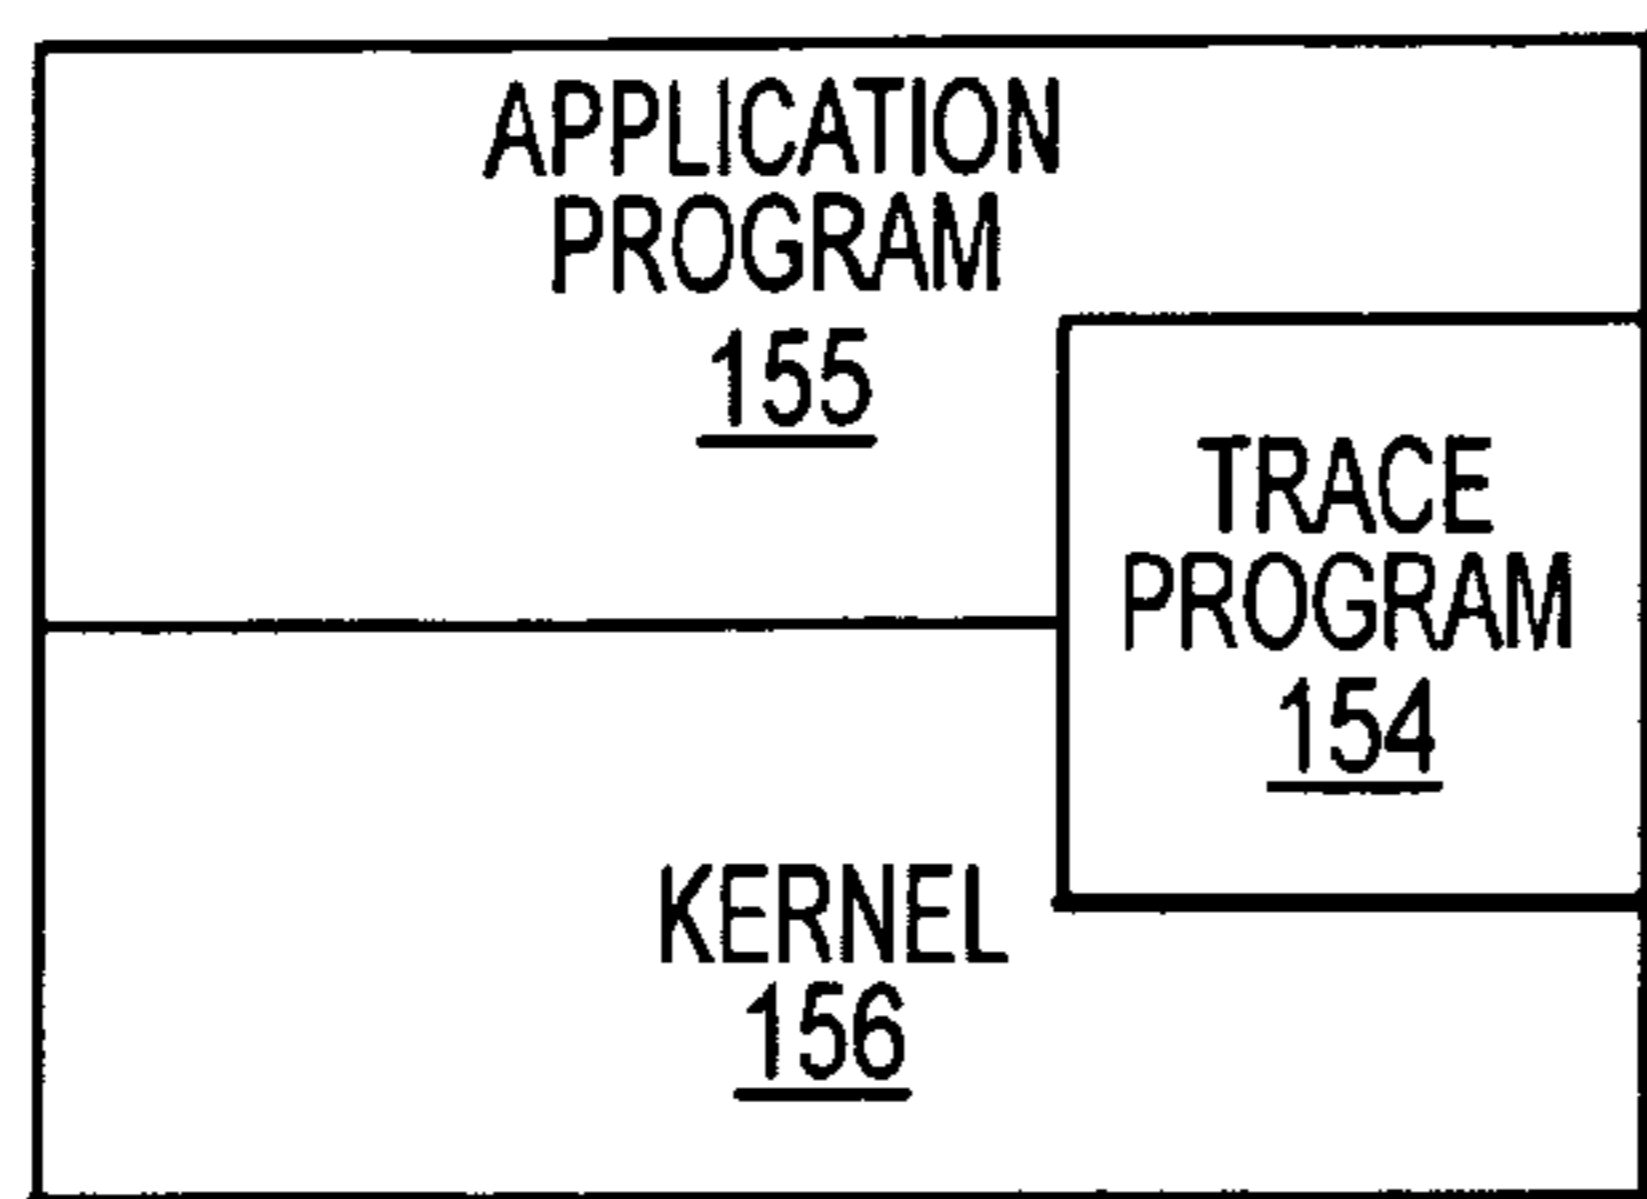 APPLICATION
PROGRAM
155
TRACE
PROGRAM
154
KERNEL
156